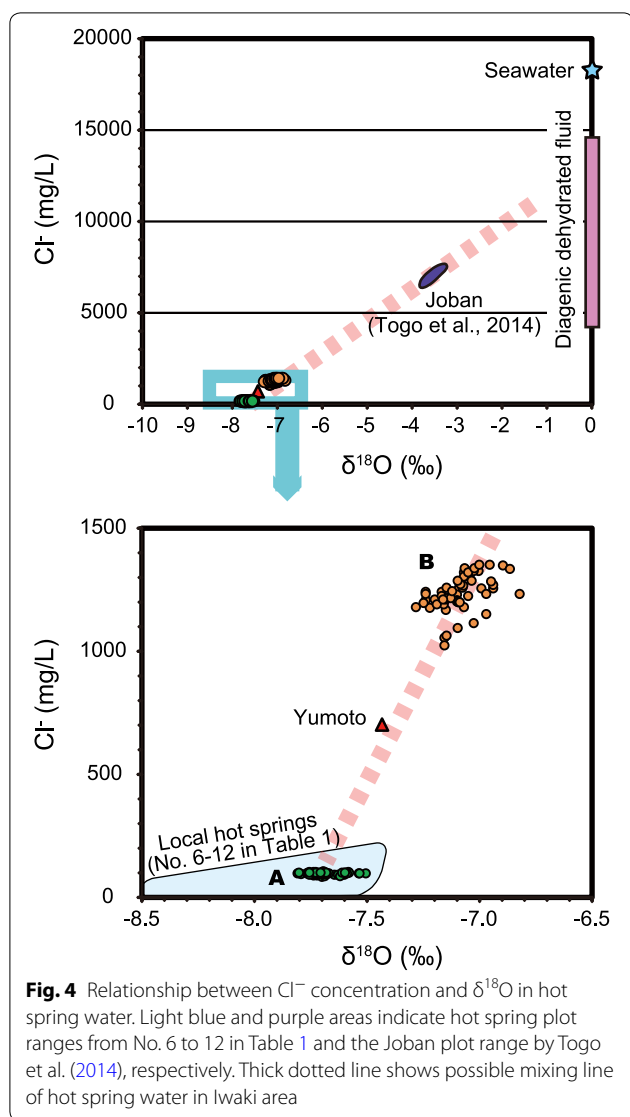 20000
15000
10000
5000
0
Cl⁻ (mg/L)
Seawater
Diagenic dehydrated fluid
Joban
(Togo et al., 2014)
-10 -9 -8 -7 -6 -5 -4 -3 -2 -1 0
δ¹⁸O (‰)
1500
1000
500
0
Cl⁻ (mg/L)
B
Yumoto
Local hot springs
(No. 6-12 in Table 1)
A
-8.5 -8.0 -7.5 -7.0 -6.5
δ¹⁸O (‰)
Fig. 4 Relationship between Cl⁻ concentration and δ¹⁸O in hot
spring water. Light blue and purple areas indicate hot spring plot
ranges from No. 6 to 12 in Table 1 and the Joban plot range by Togo
et al. (2014), respectively. Thick dotted line shows possible mixing line
of hot spring water in Iwaki area